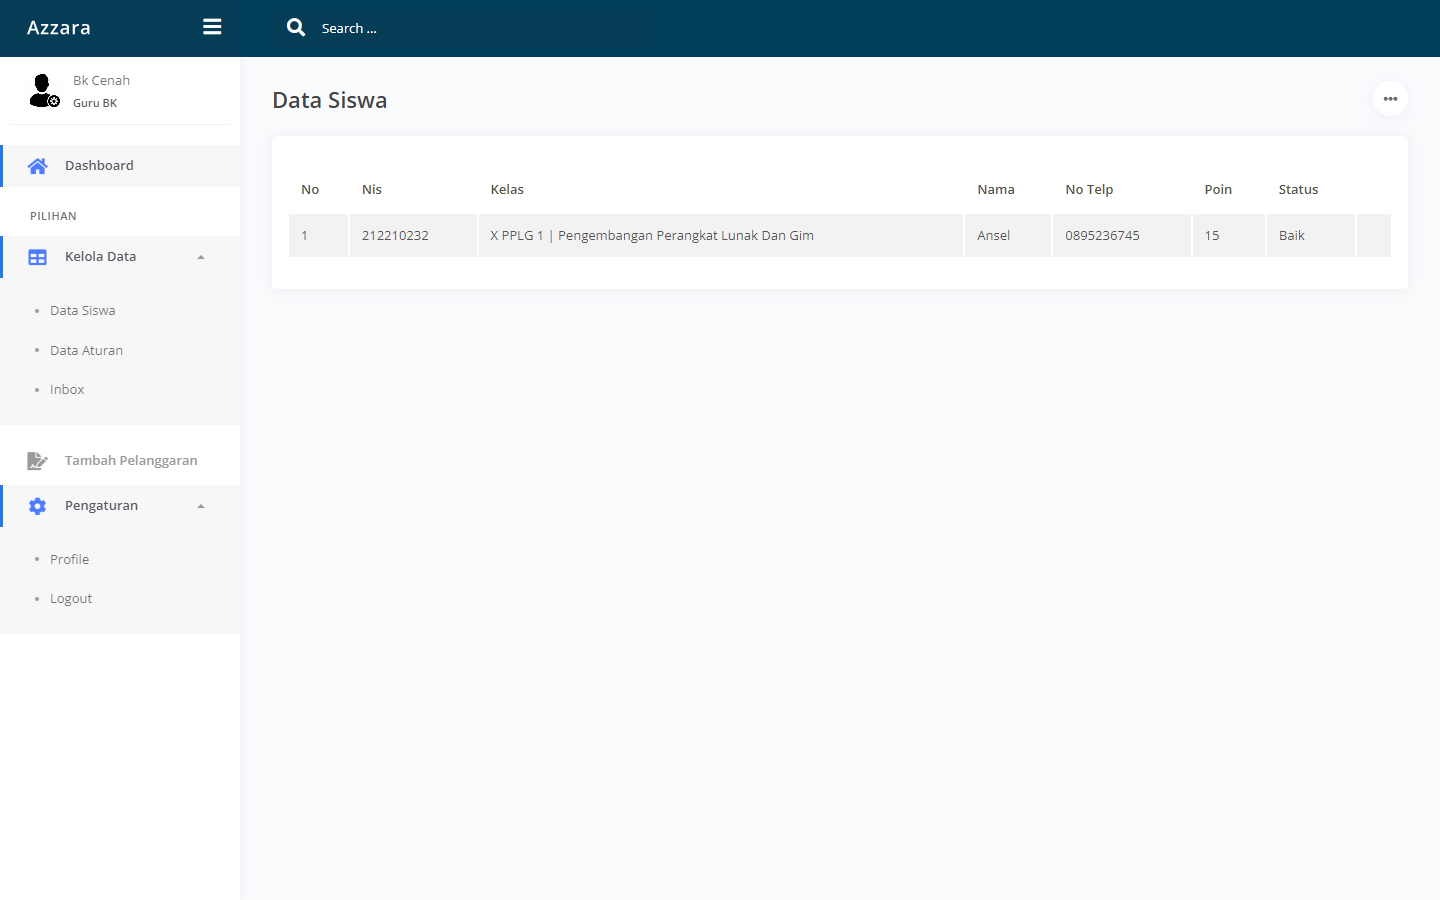 Azzara
Search ...
Bk Cenah
Guru BK
Dashboard
PILIHAN
Kelola Data
Data Siswa
Data Aturan
Inbox
Tambah Pelanggaran
Pengaturan
Profile
Logout
Data Siswa
No Nis Kelas Nama No Telp Poin Status
1 212210232 X PPLG 1 | Pengembangan Perangkat Lunak Dan Gim Ansel 0895236745 15 Baik